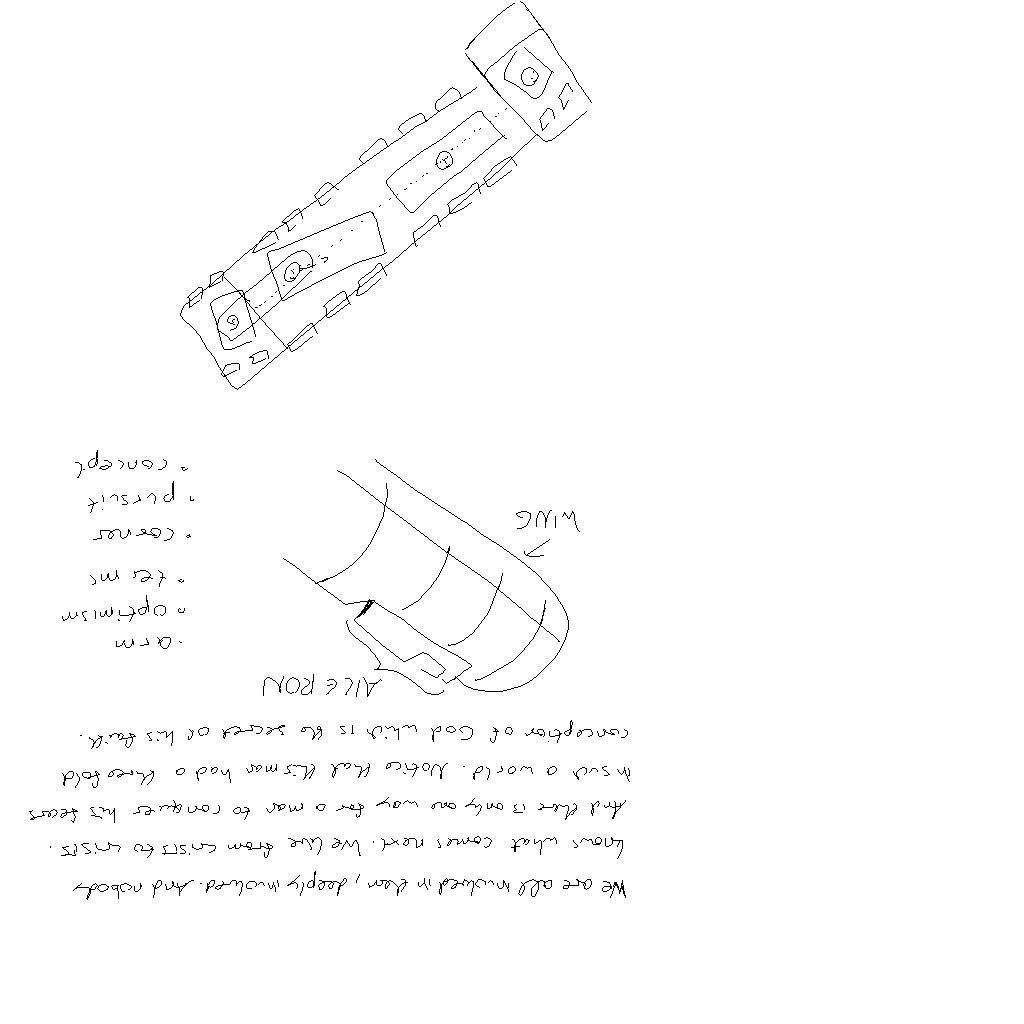 We are all involved in them, deeply involved. And nobody
knows what comes next. We live from crisis to crisis.
And there is only one way for a man to conquer his fears
in such a world. Notice that this man had a threefold
conception of God which is the secret of his faith.
AILERON
WING
• arm
• optimism
• terms
• corner
• pursuit
• concept